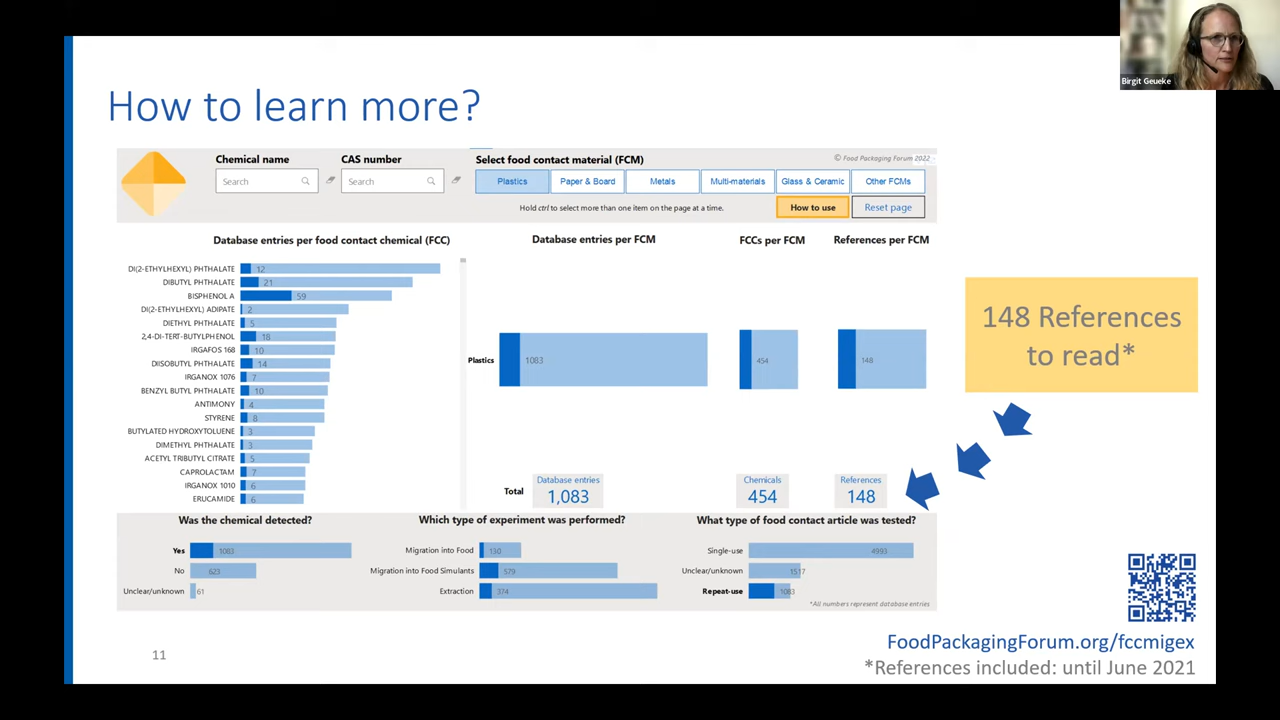 Birgit Geueke
How to learn more?
Chemical name
CAS number
Select food contact material (FCM)
© Food Packaging Forum 2022
Search
Search
Plastics
Paper & Board
Metals
Multi-materials
Glass & Ceramic
Other FCMs
Hold ctrl to select more than one item on the page at a time.
How to use
Reset page
Database entries per food contact chemical (FCC)
Database entries per FCM
FCCs per FCM
References per FCM
DI(2-ETHYLHEXYL) PHTHALATE 12
DIBUTYL PHTHALATE 21
BISPHENOL A 59
DI(2-ETHYLHEXYL) ADIPATE 2
DIETHYL PHTHALATE 5
2,4-DI-TERT-BUTYLPHENOL 18
IRGAFOS 168 10
DIISOBUTYL PHTHALATE 14
IRGANOX 1076 7
BENZYL BUTYL PHTHALATE 10
ANTIMONY 4
STYRENE 8
BUTYLATED HYDROXYTOLUENE 3
DIMETHYL PHTHALATE 3
ACETYL TRIBUTYL CITRATE 5
CAPROLACTAM 7
IRGANOX 1010 6
ERUCAMIDE 6
Plastics 1083 454 148
Total
Database entries
1,083
Chemicals
454
References
148
148 References
to read*
Was the chemical detected?
Yes 1083
No 623
Unclear/unknown 61
Which type of experiment was performed?
Migration into Food 130
Migration into Food Simulants 579
Extraction 374
What type of food contact article was tested?
Single-use 4993
Unclear/unknown 1517
Repeat-use 1083
*All numbers represent database entries
FoodPackagingForum.org/fccmigex
11
*References included: until June 2021